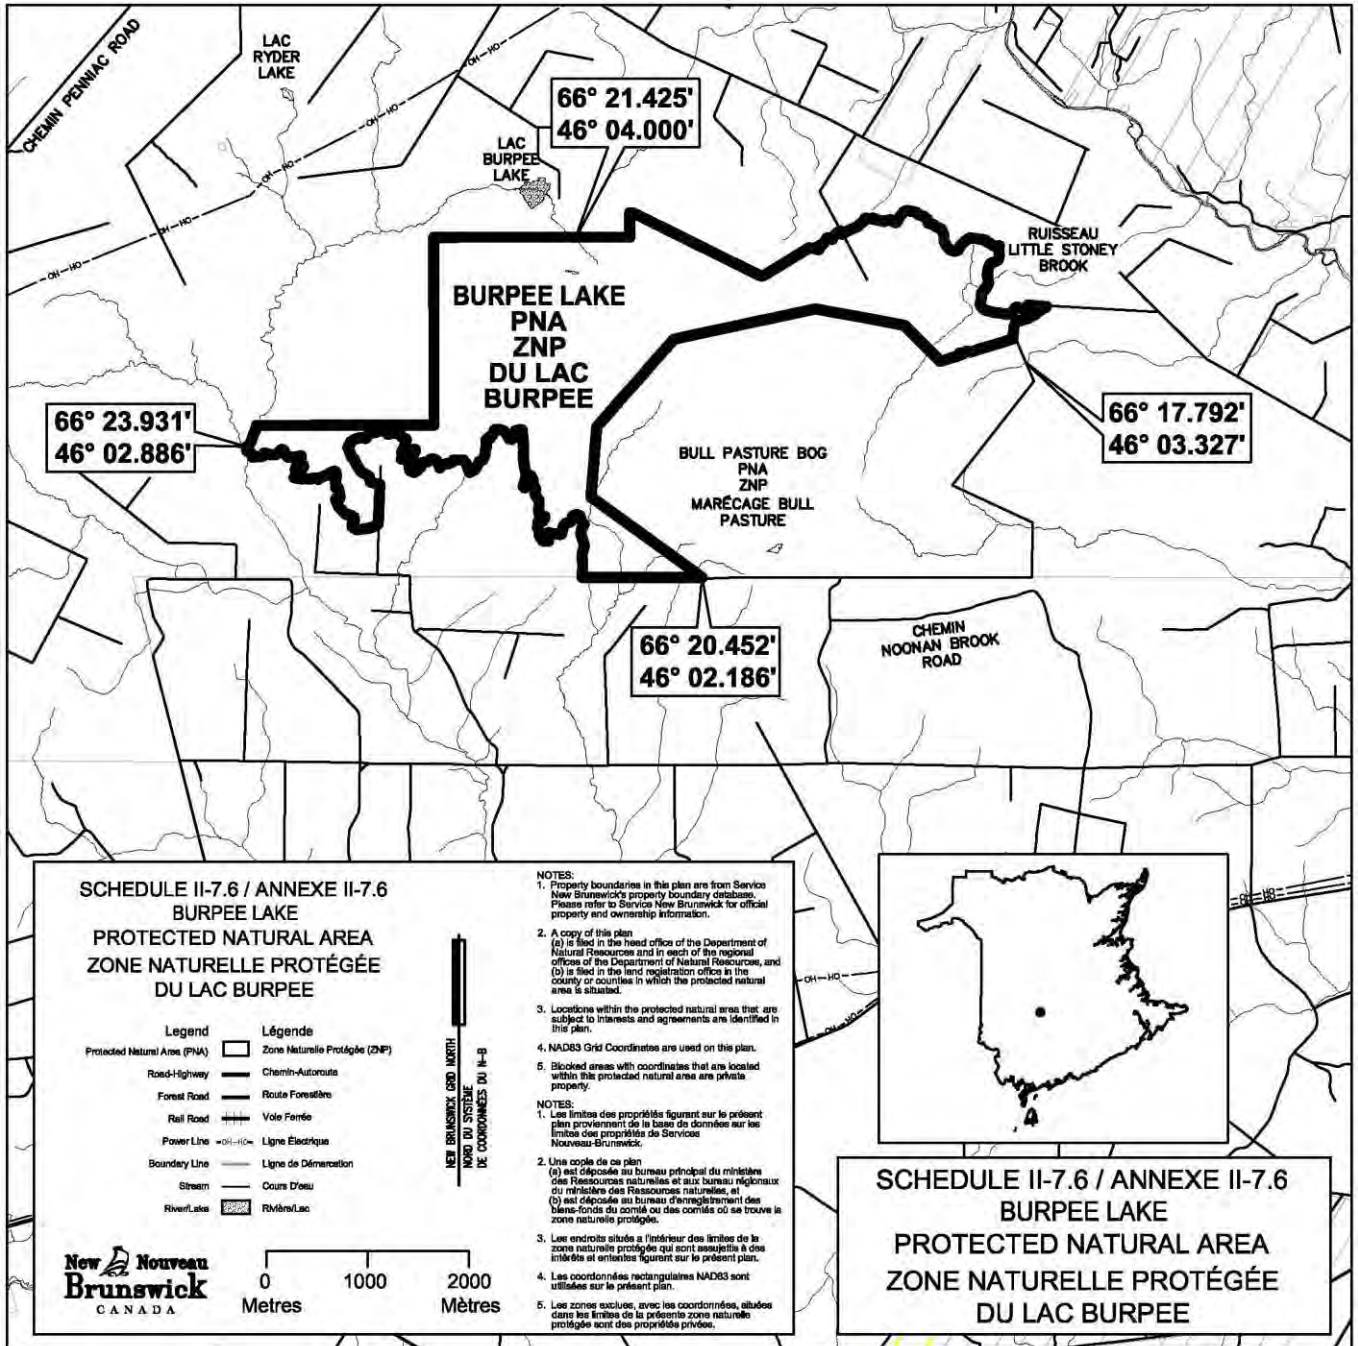 CHEMIN PENNIAC ROAD
LAC
RYDER
LAKE
OH-HO
OH-HO
OH-HO
OH-HO
OH-HO
LAC
BURPEE
LAKE
66° 21.425'
46° 04.000'
RUISSEAU
LITTLE STONEY
BROOK
BURPEE LAKE
PNA
ZNP
DU LAC
BURPEE
66° 23.931'
46° 02.886'
66° 17.792'
46° 03.327'
BULL PASTURE BOG
PNA
ZNP
MARÉCAGE BULL
PASTURE
66° 20.452'
46° 02.186'
CHEMIN
NOONAN BROOK
ROAD
OH-HO
OH-HO
OH-HO
SCHEDULE II-7.6 / ANNEXE II-7.6
BURPEE LAKE
PROTECTED NATURAL AREA
ZONE NATURELLE PROTÉGÉE
DU LAC BURPEE
Legend Légende
Protected Natural Area (PNA) Zone Naturelle Protégée (ZNP)
Road-Highway Chemin-Autoroute
Forest Road Route Forestière
Rail Road Voie Ferrée
Power Line -OH-HO- Ligne Électrique
Boundary Line Ligne de Démarcation
Stream Cours D'eau
River/Lake Rivière/Lac
NEW BRUNSWICK GRID NORTH
NORD DU SYSTÈME
DE COORDONNÉES DU N-B
New Nouveau
Brunswick
CANADA
0 1000 2000
Metres Mètres
NOTES:
1. Property boundaries in this plan are from Service
New Brunswick's property boundary database.
Please refer to Service New Brunswick for official
property and ownership information.
2. A copy of this plan
(a) is filed in the head office of the Department of
Natural Resources and in each of the regional
offices of the Department of Natural Resources, and
(b) is filed in the land registration office in the
county or counties in which the protected natural
area is situated.
3. Locations within the protected natural area that are
subject to interests and agreements are identified in
this plan.
4. NAD83 Grid Coordinates are used on this plan.
5. Blocked areas with coordinates that are located
within this protected natural area are private
property.
NOTES:
1. Les limites des propriétés figurant sur le présent
plan proviennent de la base de données sur les
limites des propriétés de Services
Nouveau-Brunswick.
2. Une copie de ce plan
(a) est déposée au bureau principal du ministère
des Ressources naturelles et aux bureau régionaux
du ministère des Ressources naturelles, et
(b) est déposée au bureau d'enregistrement des
biens-fonds du comté ou des comtés où se trouve la
zone naturelle protégée.
3. Les endroits situés a l'intérieur des limites de la
zone naturelle protégée qui sont assujettis à des
intérêts et ententes figurant sur le présent plan.
4. Les coordonnées rectangulaires NAD83 sont
utilisées sur le présent plan.
5. Les zones exclues, avec les coordonnées, situées
dans les limites de la présente zone naturelle
protégée sont des propriétés privées.
SCHEDULE II-7.6 / ANNEXE II-7.6
BURPEE LAKE
PROTECTED NATURAL AREA
ZONE NATURELLE PROTÉGÉE
DU LAC BURPEE